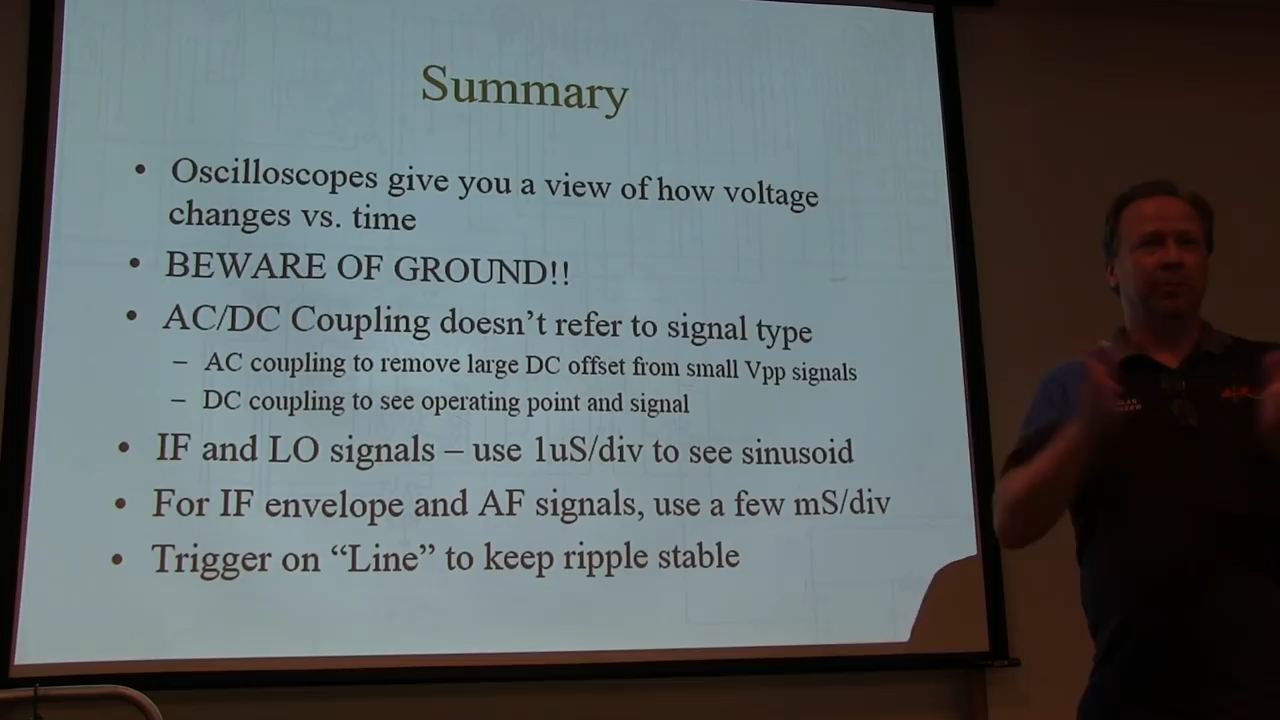 Summary
• Oscilloscopes give you a view of how voltage
changes vs. time
• BEWARE OF GROUND!!
• AC/DC Coupling doesn't refer to signal type
– AC coupling to remove large DC offset from small Vpp signals
– DC coupling to see operating point and signal
• IF and LO signals – use 1uS/div to see sinusoid
• For IF envelope and AF signals, use a few mS/div
• Trigger on “Line” to keep ripple stable